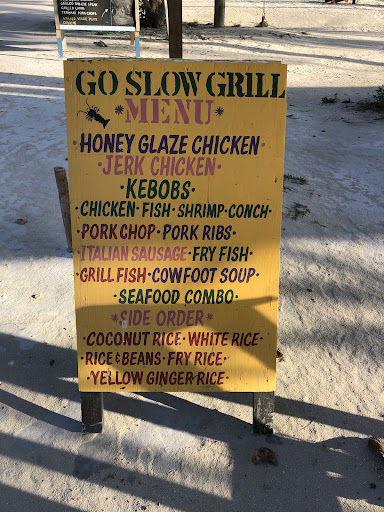 GO SLOW GRILL
*MENU*
·HONEY GLAZE CHICKEN·
·JERK CHICKEN·
·KEBOBS·
·CHICKEN·FISH·SHRIMP·CONCH·
·PORK CHOP·PORK RIBS·
ITALIAN SAUSAGE·FRY FISH·
·GRILL FISH·COWFOOT SOUP·
·SEAFOOD COMBO·
*SIDE ORDER*
·COCONUT RICE·WHITE RICE·
·RICE & BEANS·FRY RICE·
·YELLOW GINGER RICE·